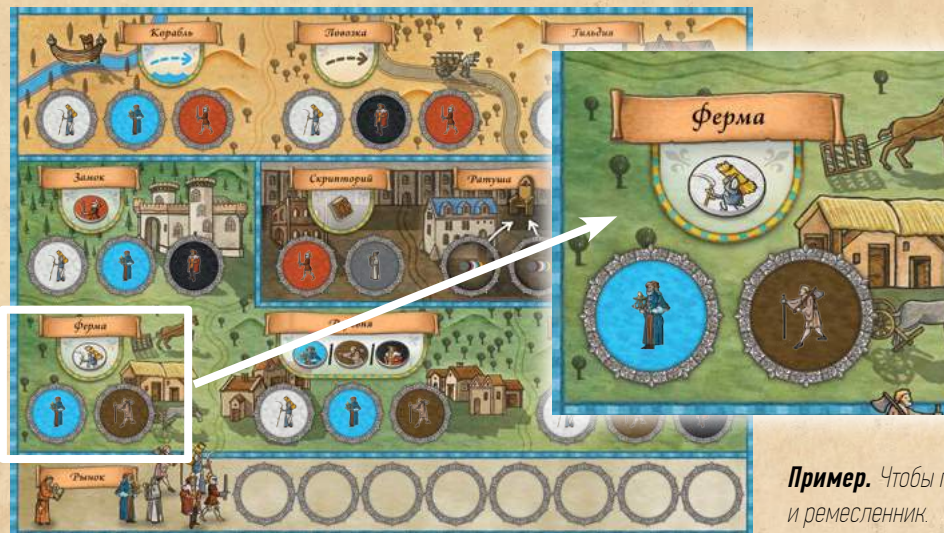 Корабль
Повозка
Гильдия
Замок
Скрипторий
Ратуша
Ферма
Ферма
Рынок
Пример. Чтобы
и ремесленник.